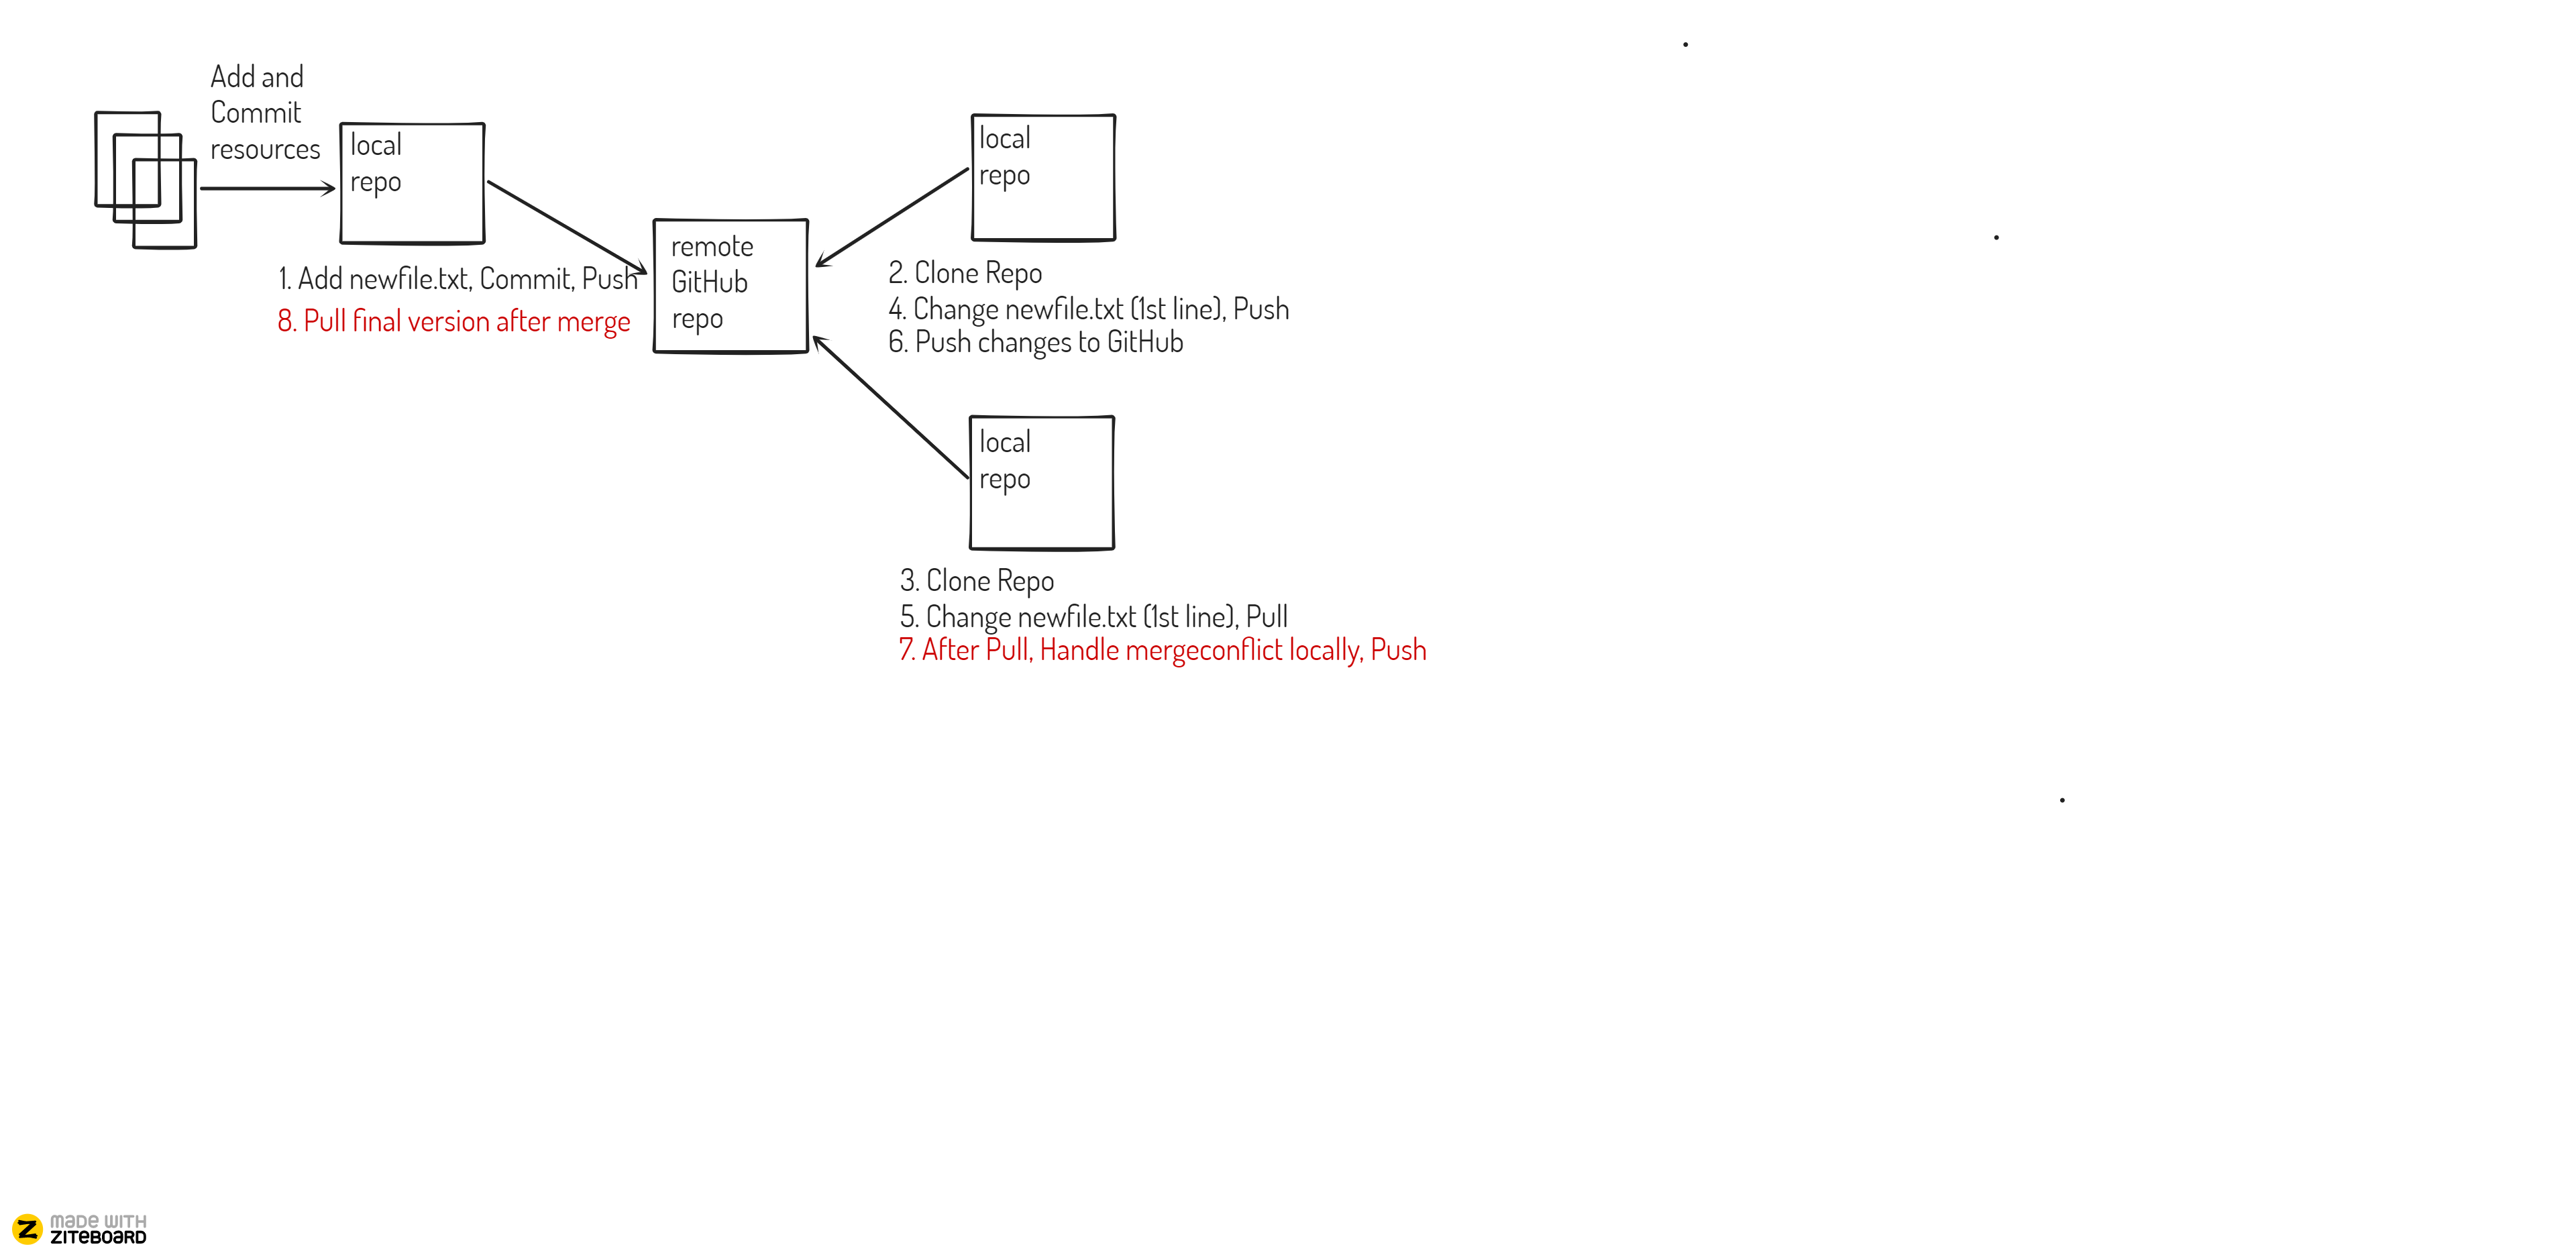 Add and
Commit
resources
local
repo
1. Add newfile.txt, Commit, Push
8. Pull final version after merge
remote
GitHub
repo
local
repo
2. Clone Repo
4. Change newfile.txt (1st line), Push
6. Push changes to GitHub
local
repo
3. Clone Repo
5. Change newfile.txt (1st line), Pull
7. After Pull, Handle mergeconflict locally, Push
Z
MADE WITH
ZITEBOARD